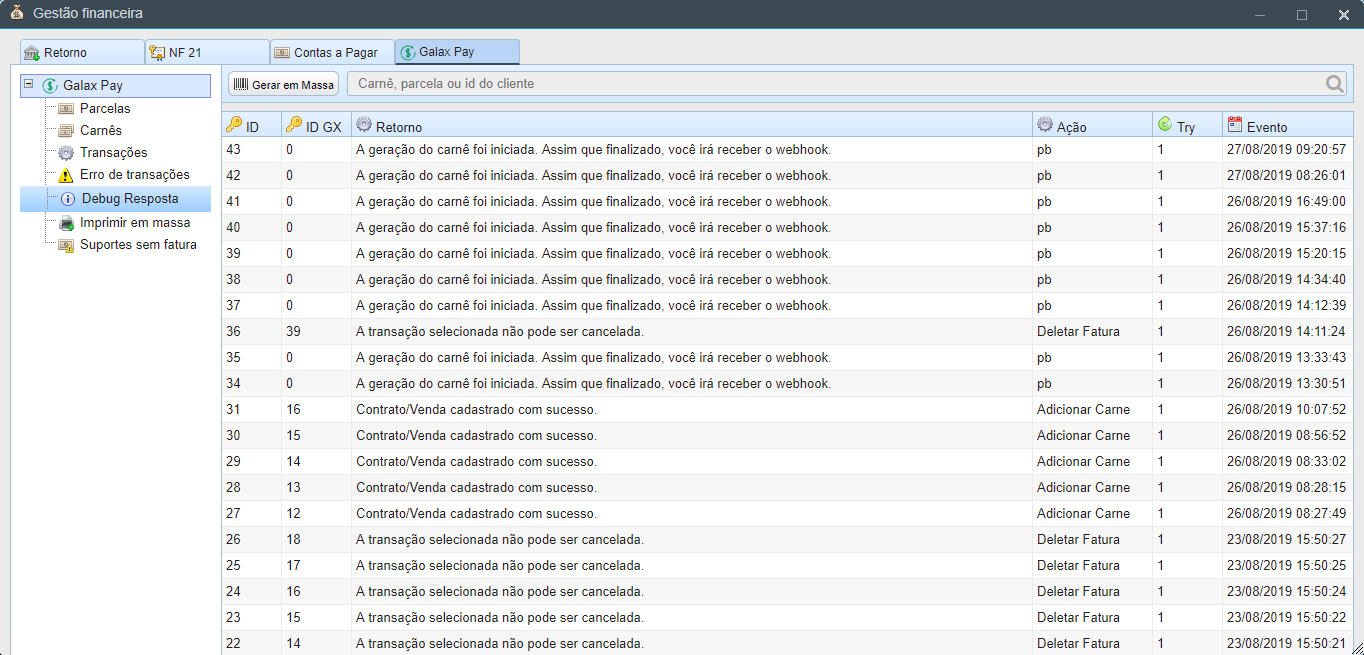 Gestão financeira
Retorno NF 21 Contas a Pagar Galax Pay
Galax Pay
Parcelas
Carnês
Transações
Erro de transações
Debug Resposta
Imprimir em massa
Suportes sem fatura
Gerar em Massa Carnê, parcela ou id do cliente
ID ID GX Retorno Ação Try Evento
43 0 A geração do carnê foi iniciada. Assim que finalizado, você irá receber o webhook. pb 1 27/08/2019 09:20:57
42 0 A geração do carnê foi iniciada. Assim que finalizado, você irá receber o webhook. pb 1 27/08/2019 08:26:01
41 0 A geração do carnê foi iniciada. Assim que finalizado, você irá receber o webhook. pb 1 26/08/2019 16:49:00
40 0 A geração do carnê foi iniciada. Assim que finalizado, você irá receber o webhook. pb 1 26/08/2019 15:37:16
39 0 A geração do carnê foi iniciada. Assim que finalizado, você irá receber o webhook. pb 1 26/08/2019 15:20:15
38 0 A geração do carnê foi iniciada. Assim que finalizado, você irá receber o webhook. pb 1 26/08/2019 14:34:40
37 0 A geração do carnê foi iniciada. Assim que finalizado, você irá receber o webhook. pb 1 26/08/2019 14:12:39
36 39 A transação selecionada não pode ser cancelada. Deletar Fatura 1 26/08/2019 14:11:24
35 0 A geração do carnê foi iniciada. Assim que finalizado, você irá receber o webhook. pb 1 26/08/2019 13:33:43
34 0 A geração do carnê foi iniciada. Assim que finalizado, você irá receber o webhook. pb 1 26/08/2019 13:30:51
31 16 Contrato/Venda cadastrado com sucesso. Adicionar Carne 1 26/08/2019 10:07:52
30 15 Contrato/Venda cadastrado com sucesso. Adicionar Carne 1 26/08/2019 08:56:52
29 14 Contrato/Venda cadastrado com sucesso. Adicionar Carne 1 26/08/2019 08:33:02
28 13 Contrato/Venda cadastrado com sucesso. Adicionar Carne 1 26/08/2019 08:28:15
27 12 Contrato/Venda cadastrado com sucesso. Adicionar Carne 1 26/08/2019 08:27:49
26 18 A transação selecionada não pode ser cancelada. Deletar Fatura 1 23/08/2019 15:50:27
25 17 A transação selecionada não pode ser cancelada. Deletar Fatura 1 23/08/2019 15:50:25
24 16 A transação selecionada não pode ser cancelada. Deletar Fatura 1 23/08/2019 15:50:24
23 15 A transação selecionada não pode ser cancelada. Deletar Fatura 1 23/08/2019 15:50:22
22 14 A transação selecionada não pode ser cancelada. Deletar Fatura 1 23/08/2019 15:50:21